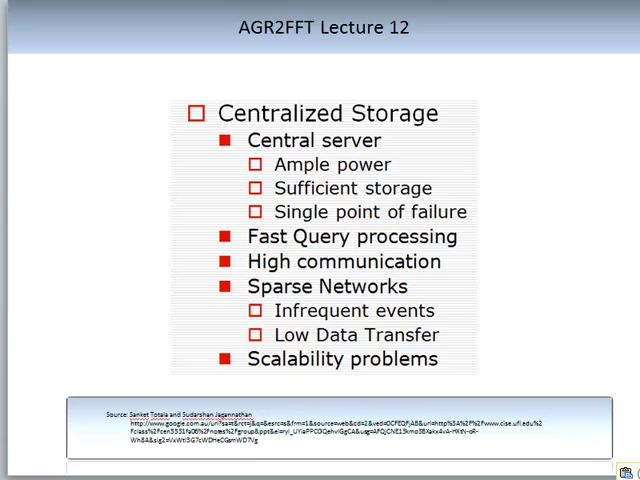 AGR2FFT Lecture 12
Centralized Storage
Central server
Ample power
Sufficient storage
Single point of failure
Fast Query processing
High communication
Sparse Networks
Infrequent events
Low Data Transfer
Scalability problems
Source: Sanket Totala and Sudarshan Jagannathan